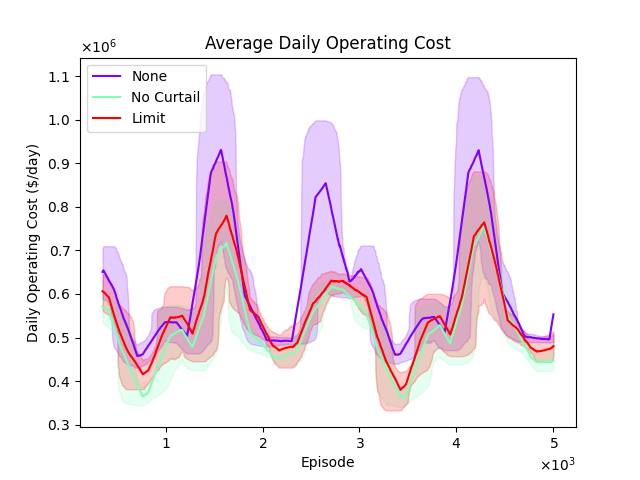 Average Daily Operating Cost
×10⁶
None
No Curtail
Limit
Daily Operating Cost ($/day)
1.1
1.0
0.9
0.8
0.7
0.6
0.5
0.4
0.3
1 2 3 4 5
Episode
×10³